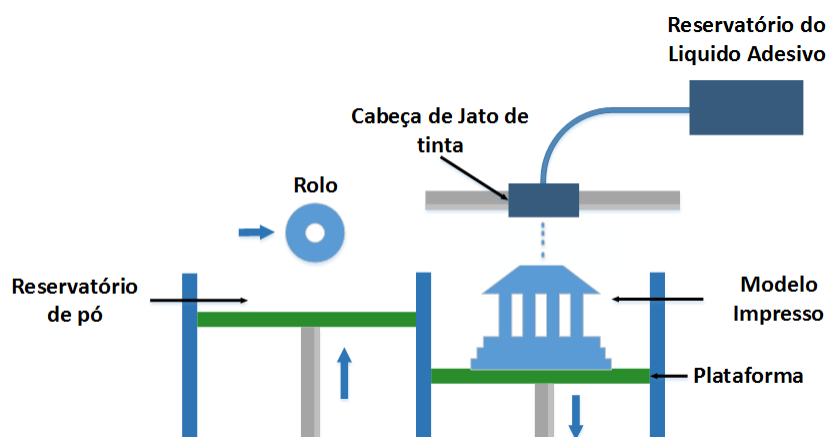 Reservatório do
Liquido Adesivo
Cabeça de Jato de
tinta
Rolo
Reservatório
de pó
Modelo
Impresso
Plataforma